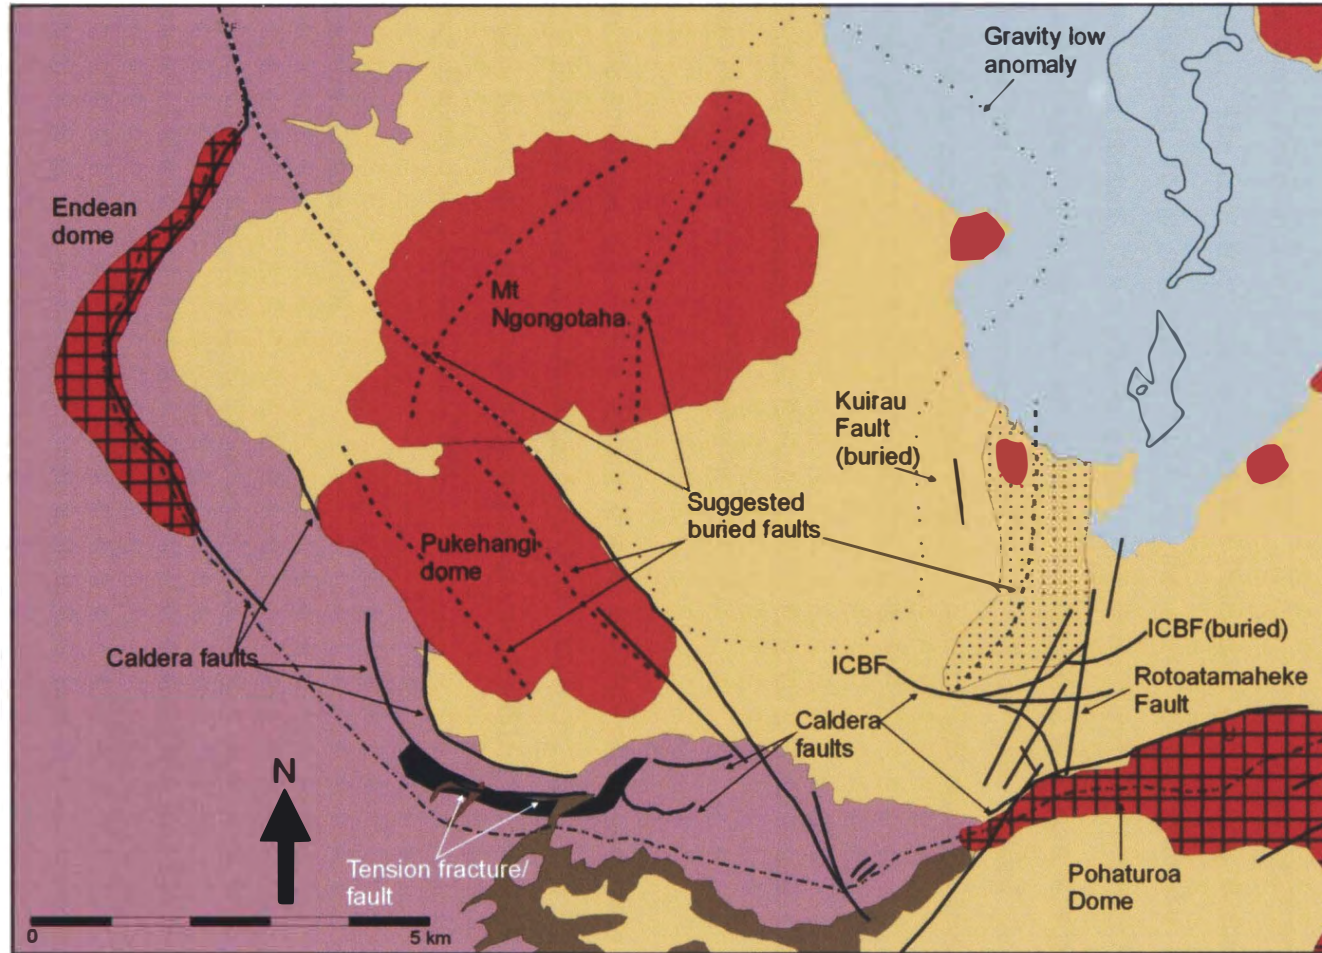 Gravity low
anomaly
Endean
dome
Mt
Ngongotaha
Kuirau
Fault
(buried)
Suggested
buried faults
Pukehangi
dome
ICBF(buried)
Caldera faults
ICBF
Rotoatamaheke
Fault
Caldera
faults
N
Tension fracture/
fault
Pohaturoa
Dome
0
5 km